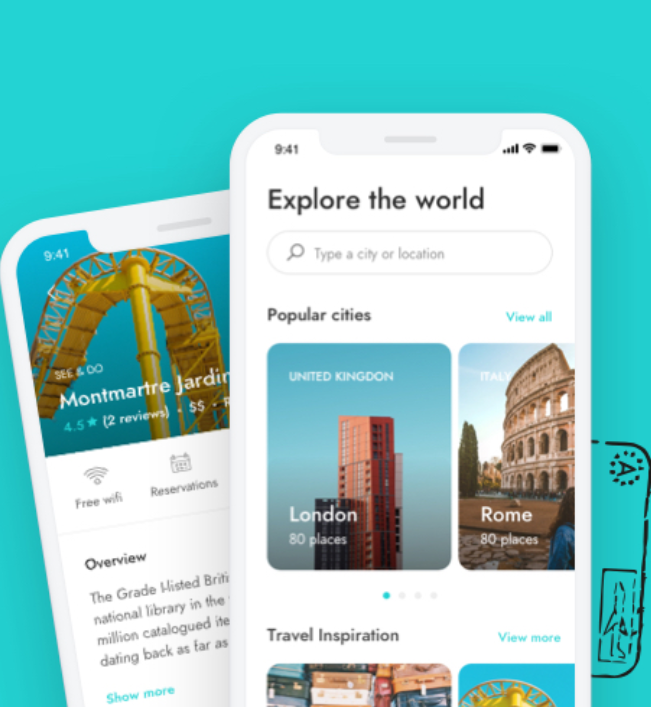 9:41
SEE & DO
Montmartre Jardin
4.5★ (2 reviews) • $$ •
Free wifi
Reservations
Overview
The Grade I-listed Briti
national library in the
million catalogued ite
dating back as far as
Show more
9:41
Explore the world
Type a city or location
Popular cities
View all
UNITED KINGDOM
London
80 places
ITALY
Rome
80 places
Travel Inspiration
View more